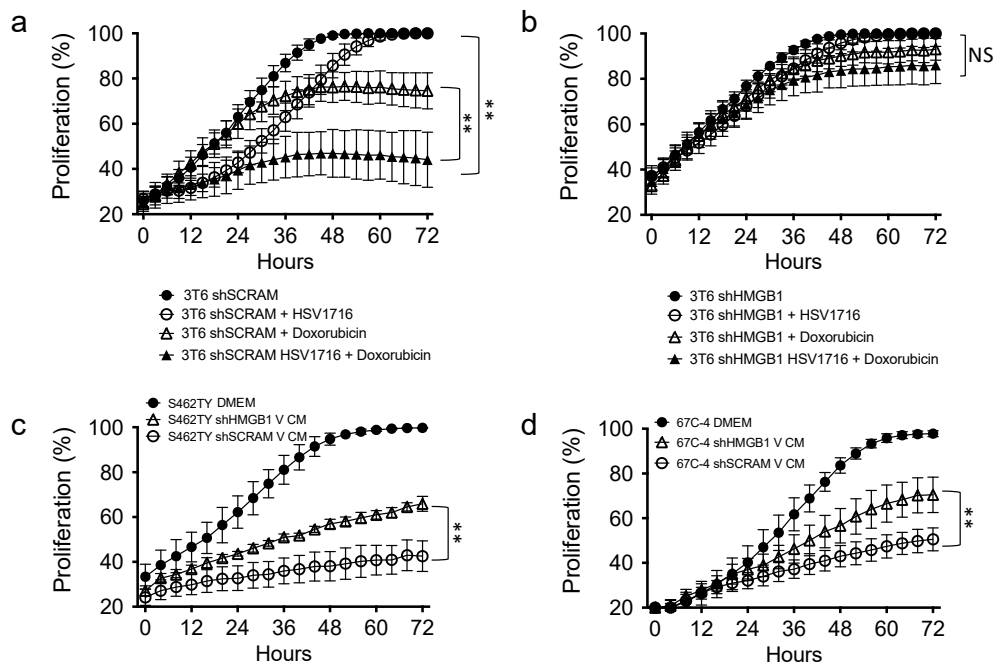 a
Proliferation (%)
100
80
60
40
20
0 12 24 36 48 60 72
Hours
**
**
3T6 shSCRAM
3T6 shSCRAM + HSV1716
3T6 shSCRAM + Doxorubicin
3T6 shSCRAM HSV1716 + Doxorubicin
b
Proliferation (%)
100
80
60
40
20
0 12 24 36 48 60 72
Hours
NS
3T6 shHMGB1
3T6 shHMGB1 + HSV1716
3T6 shHMGB1 + Doxorubicin
3T6 shHMGB1 HSV1716 + Doxorubicin
c
S462TY DMEM
S462TY shHMGB1 V CM
S462TY shSCRAM V CM
Proliferation (%)
100
80
60
40
20
0 12 24 36 48 60 72
Hours
**
d
67C-4 DMEM
67C-4 shHMGB1 V CM
67C-4 shSCRAM V CM
Proliferation (%)
100
80
60
40
20
0 12 24 36 48 60 72
Hours
**